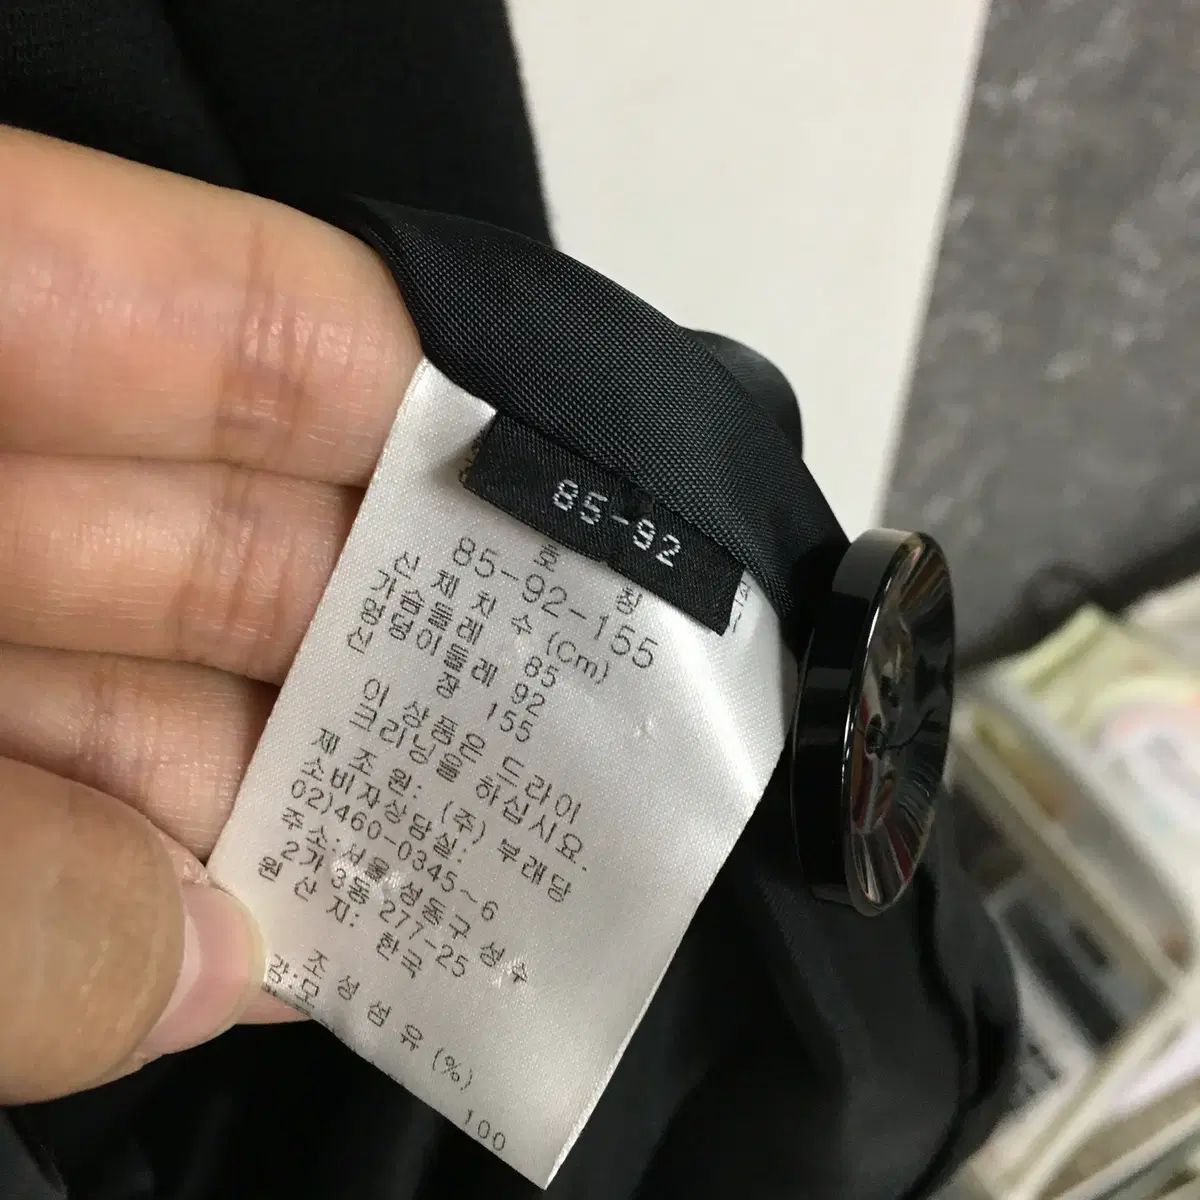 85-92
호칭
85-92-155
신체치수(Cm)
가슴둘레 85
엉덩이둘레 92
신장 155
이 상품은 드라이
크리닝을 하십시요.
제조원: (주) 부래당
소비자상담실:
02)460-0345~6
주소:서울 성동구 성수
2가 3동 277-25
원산지: 한국
조성섬유(%)
모
100